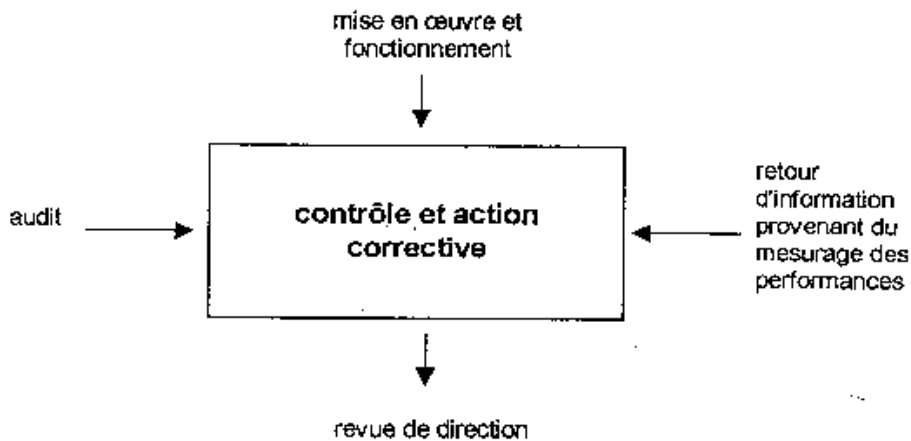 mise en œuvre et
fonctionnement
audit
contrôle et action
corrective
retour
d'information
provenant du
mesurage des
performances
revue de direction